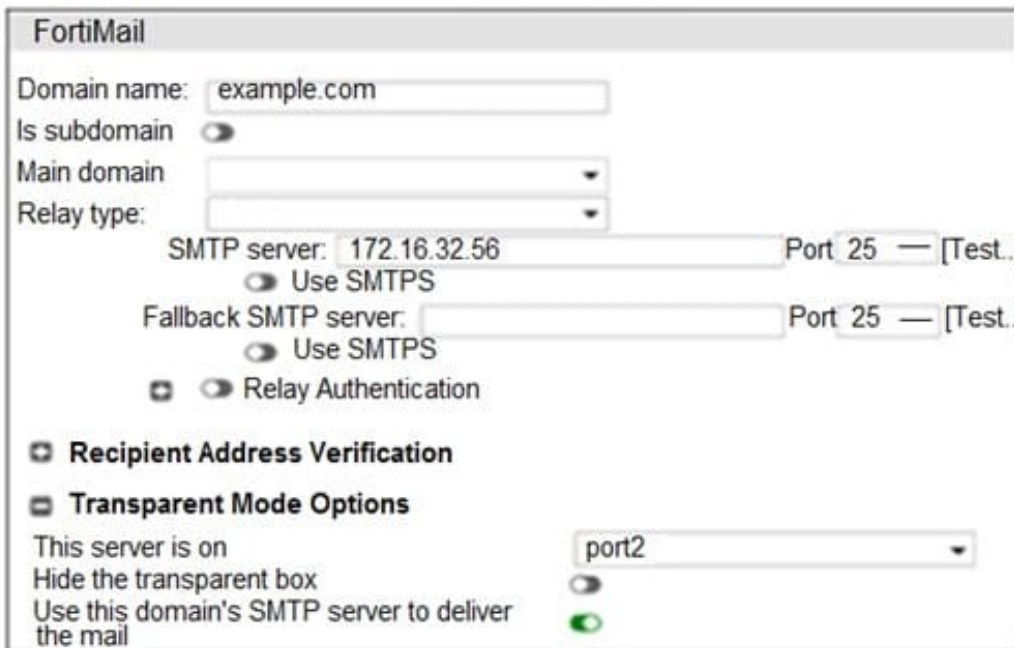 FortiMail
Domain name: example.com
Is subdomain
Main domain
Relay type:
SMTP server: 172.16.32.56 Port 25 — [Test..
Use SMTPS
Fallback SMTP server: Port 25 — [Test..
Use SMTPS
Relay Authentication
Recipient Address Verification
Transparent Mode Options
This server is on port2
Hide the transparent box
Use this domain's SMTP server to deliver
the mail